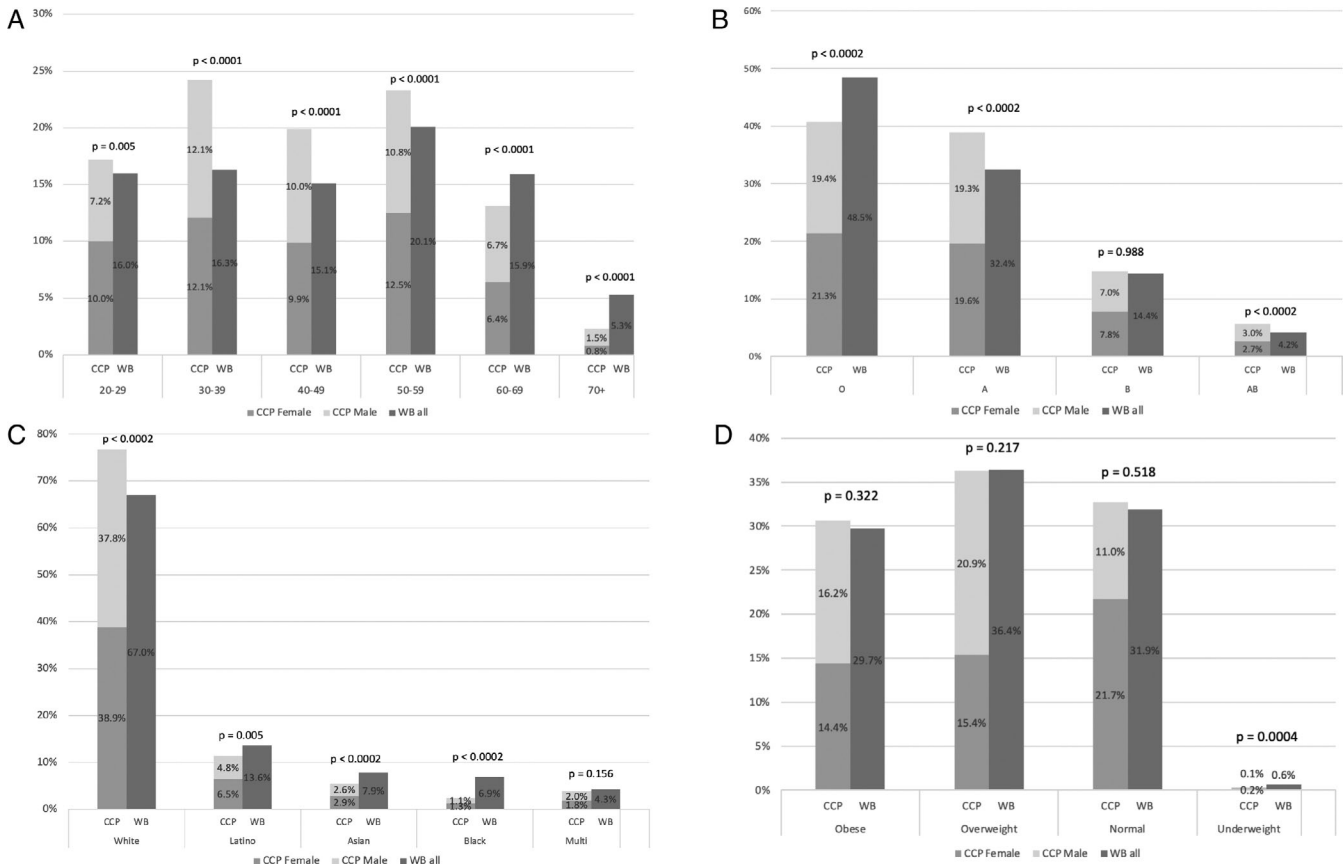 A
30%
25%
20%
15%
10%
5%
0%
p = 0.005
p < 0.0001
p < 0.0001
p < 0.0001
p < 0.0001
p < 0.0001
7.2%
10.0%
16.0%
12.1%
12.1%
16.3%
10.0%
9.9%
15.1%
10.8%
12.5%
20.1%
6.7%
6.4%
15.9%
1.5%
0.8%
5.3%
CCP WB CCP WB CCP WB CCP WB CCP WB CCP WB
20-29 30-39 40-49 50-59 60-69 70+
CCP Female CCP Male WB all
B
60%
50%
40%
30%
20%
10%
0%
p < 0.0002
p < 0.0002
p = 0.988
p < 0.0002
19.4%
21.3%
48.5%
19.3%
19.6%
32.4%
7.0%
7.8%
14.4%
3.0%
2.7%
4.2%
CCP WB CCP WB CCP WB CCP WB
O A B AB
CCP Female CCP Male WB all
C
80%
70%
60%
50%
40%
30%
20%
10%
0%
p < 0.0002
p = 0.005
p < 0.0002
p < 0.0002
p = 0.156
37.8%
38.9%
67.0%
4.8%
6.5%
13.6%
2.6%
2.9%
7.9%
1.1%
1.3%
6.9%
2.0%
1.8%
4.3%
CCP WB CCP WB CCP WB CCP WB CCP WB
White Latino Asian Black Multi
CCP Female CCP Male WB all
D
40%
35%
30%
25%
20%
15%
10%
5%
0%
p = 0.322
p = 0.217
p = 0.518
p = 0.0004
16.2%
14.4%
29.7%
20.9%
15.4%
36.4%
11.0%
21.7%
31.9%
0.1%
0.2%
0.6%
CCP WB CCP WB CCP WB CCP WB
Obese Overweight Normal Underweight
CCP Female CCP Male WB all